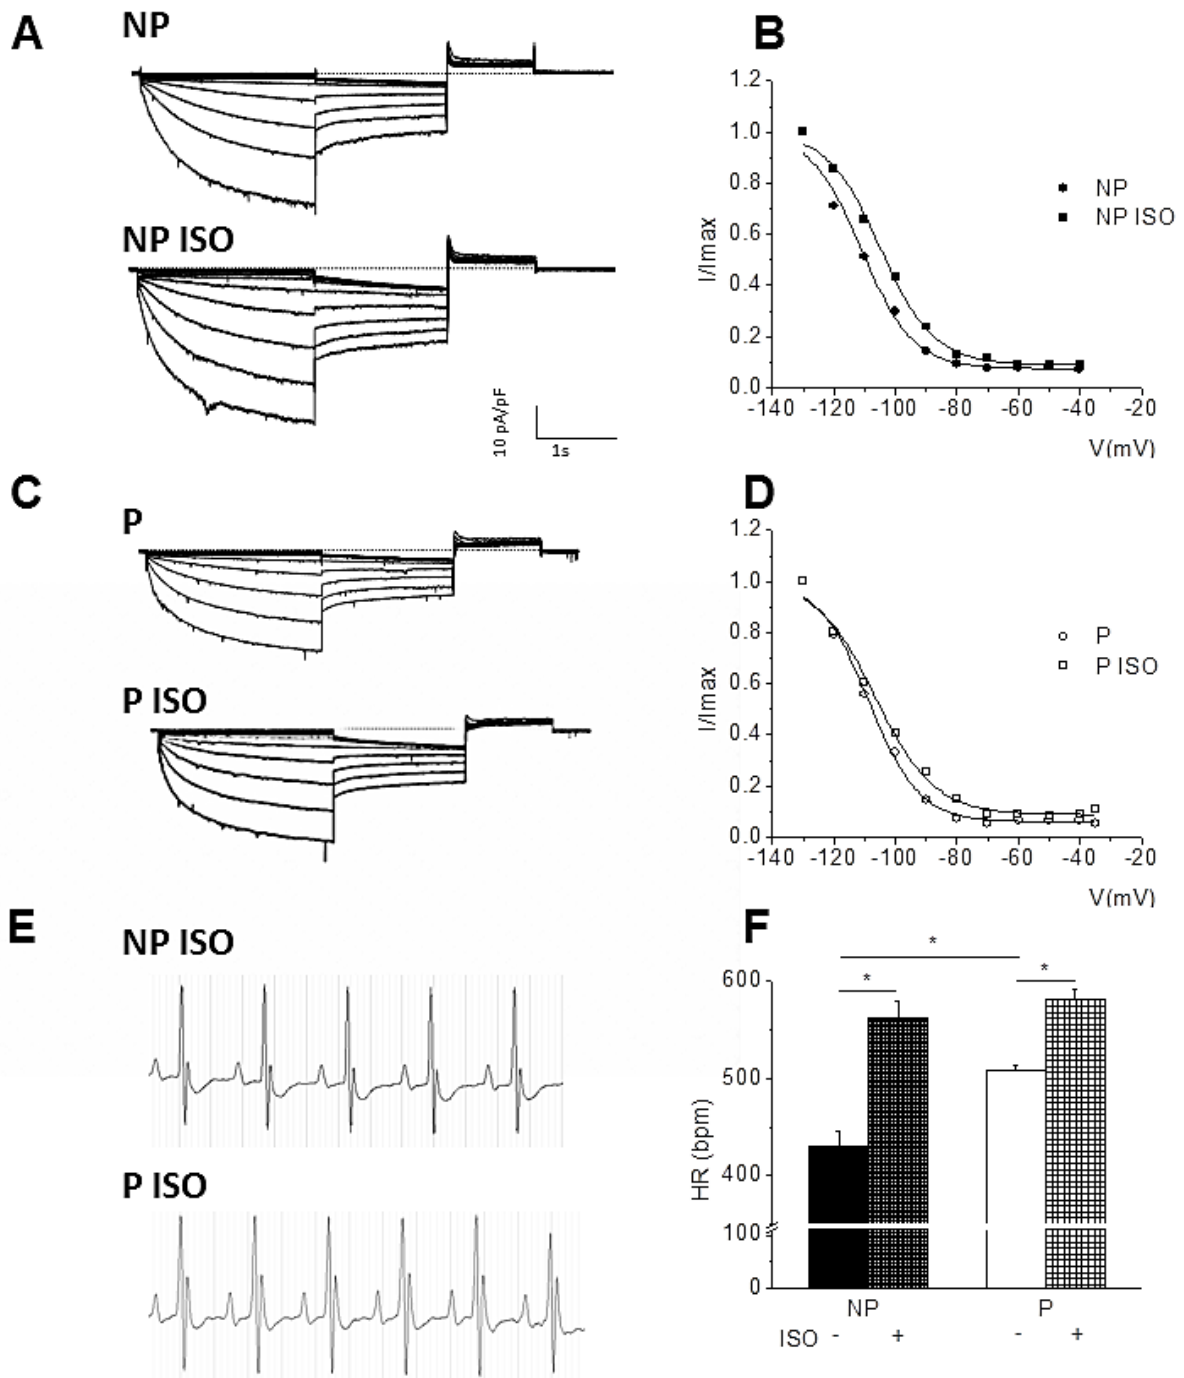 A
NP
NP ISO
10 pA/pF
1s
B
1.2
1.0
0.8
0.6
0.4
0.2
0.0
I/Imax
-140 -120 -100 -80 -60 -40 -20
V(mV)
NP
NP ISO
C
P
P ISO
D
1.2
1.0
0.8
0.6
0.4
0.2
0.0
I/Imax
-140 -120 -100 -80 -60 -40 -20
V(mV)
P
P ISO
E
NP ISO
P ISO
F
*
* *
600
500
400
100
0
HR (bpm)
NP P
ISO - + - +